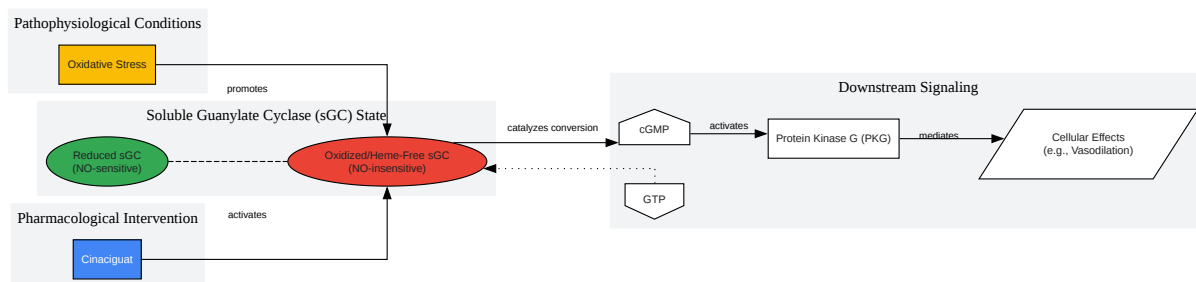 Pathophysiological Conditions
Oxidative Stress
promotes
Soluble Guanylate Cyclase (sGC) State
Reduced sGC
(NO-sensitive)
Oxidized/Heme-Free sGC
(NO-insensitive)
Pharmacological Intervention
activates
Cinaciguat
catalyzes conversion
Downstream Signaling
cGMP
activates
Protein Kinase G (PKG)
mediates
Cellular Effects
(e.g., Vasodilation)
GTP